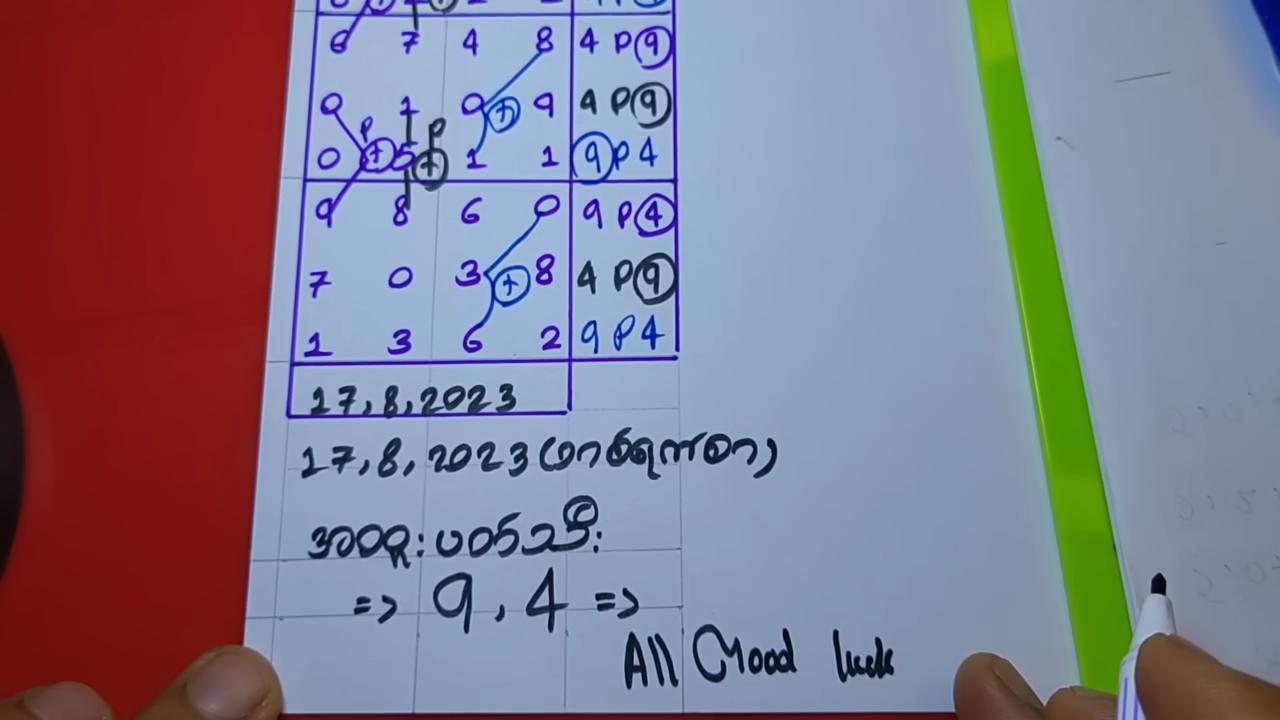 6 7 4 8 4 P 9
P P
0 1 0 + 9 4 P 9
0 + 5 + 1 1 9 P 4
9 8 6 0 9 P 4
7 0 3 + 8 4 P 9
1 3 6 2 9 P 4
17,8,2023
17,8,2023
=> 9, 4 =>
All Good luck